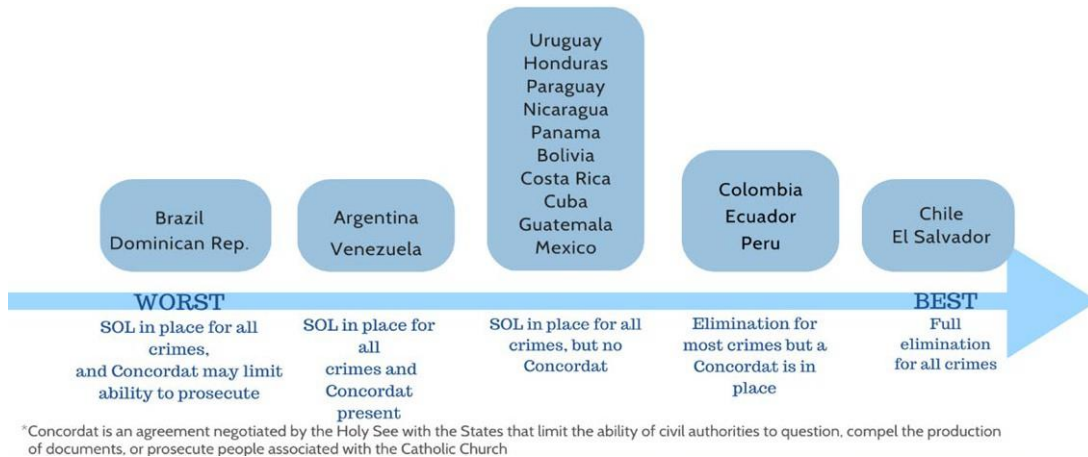 Brazil
Dominican Rep.
Argentina
Venezuela
Uruguay
Honduras
Paraguay
Nicaragua
Panama
Bolivia
Costa Rica
Cuba
Guatemala
Mexico
Colombia
Ecuador
Peru
Chile
El Salvador
WORST
SOL in place for all
crimes,
and Concordat may limit
ability to prosecute
SOL in place for
all
crimes and
Concordat
present
SOL in place for all
crimes, but no
Concordat
Elimination for
most crimes but a
Concordat is in
place
BEST
Full
elimination
for all crimes
*Concordat is an agreement negotiated by the Holy See with the States that limit the ability of civil authorities to question, compel the production
of documents, or prosecute people associated with the Catholic Church